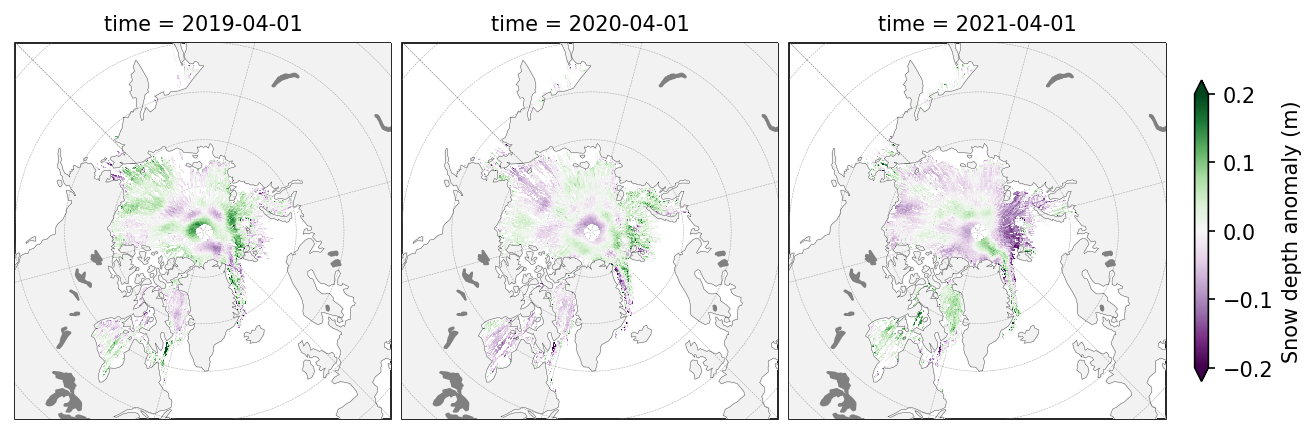 time = 2019-04-01
time = 2020-04-01
time = 2021-04-01
0.2
0.1
0.0
−0.1
−0.2
Snow depth anomaly (m)